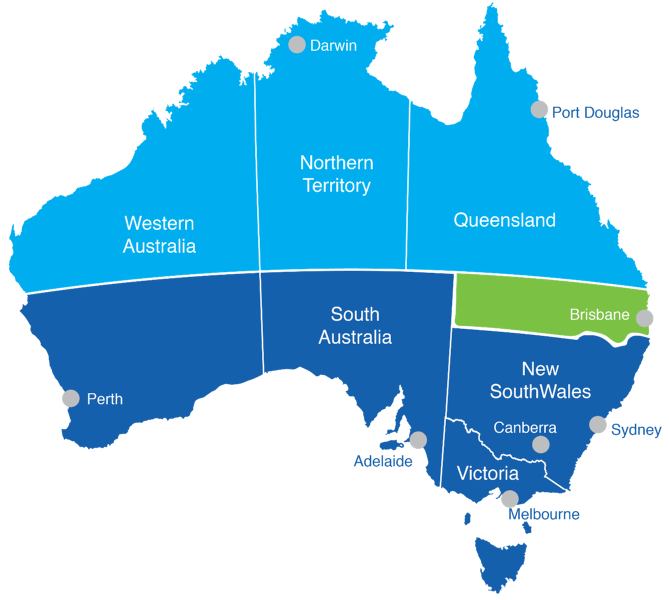 Darwin
Port Douglas
Northern
Territory
Western
Australia
Queensland
South
Australia
Brisbane
New
SouthWales
Perth
Canberra
Sydney
Adelaide
Victoria
Melbourne